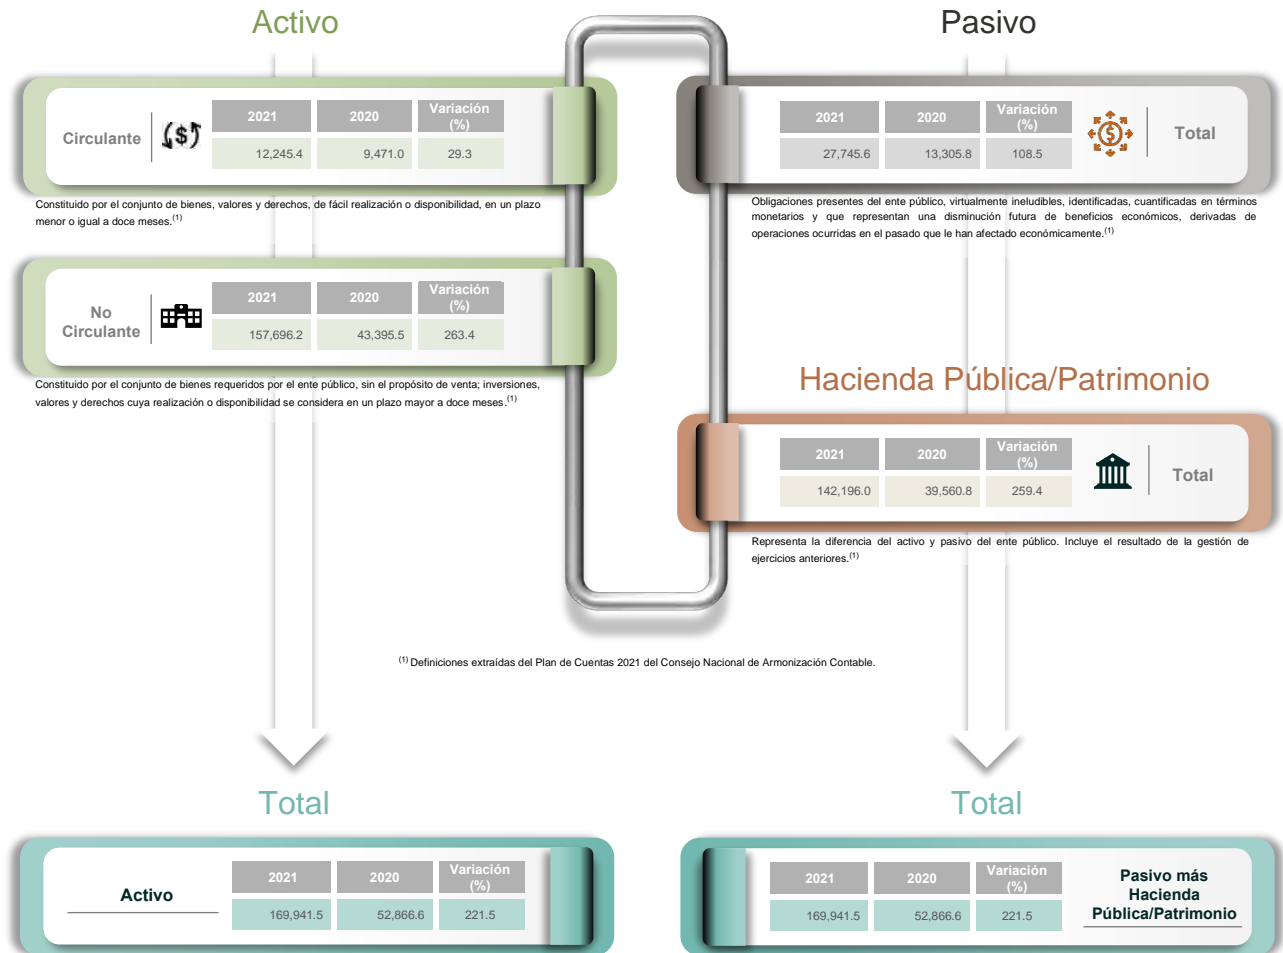 Activo
Circulante
2021 2020 Variación (%)
12,245.4 9,471.0 29.3
Constituido por el conjunto de bienes, valores y derechos, de fácil realización o disponibilidad, en un plazo
menor o igual a doce meses.(1)
No
Circulante
2021 2020 Variación (%)
157,696.2 43,395.5 263.4
Constituido por el conjunto de bienes requeridos por el ente público, sin el propósito de venta; inversiones,
valores y derechos cuya realización o disponibilidad se considera en un plazo mayor a doce meses.(1)
Pasivo
2021 2020 Variación (%)
27,745.6 13,305.8 108.5
Total
Obligaciones presentes del ente público, virtualmente ineludibles, identificadas, cuantificadas en términos
monetarios y que representan una disminución futura de beneficios económicos, derivadas de
operaciones ocurridas en el pasado que le han afectado económicamente.(1)
Hacienda Pública/Patrimonio
2021 2020 Variación (%)
142,196.0 39,560.8 259.4
Total
Representa la diferencia del activo y pasivo del ente público. Incluye el resultado de la gestión de
ejercicios anteriores.(1)
(1) Definiciones extraídas del Plan de Cuentas 2021 del Consejo Nacional de Armonización Contable.
Total
Activo
2021 2020 Variación (%)
169,941.5 52,866.6 221.5
Total
2021 2020 Variación (%)
169,941.5 52,866.6 221.5
Pasivo más
Hacienda
Pública/Patrimonio